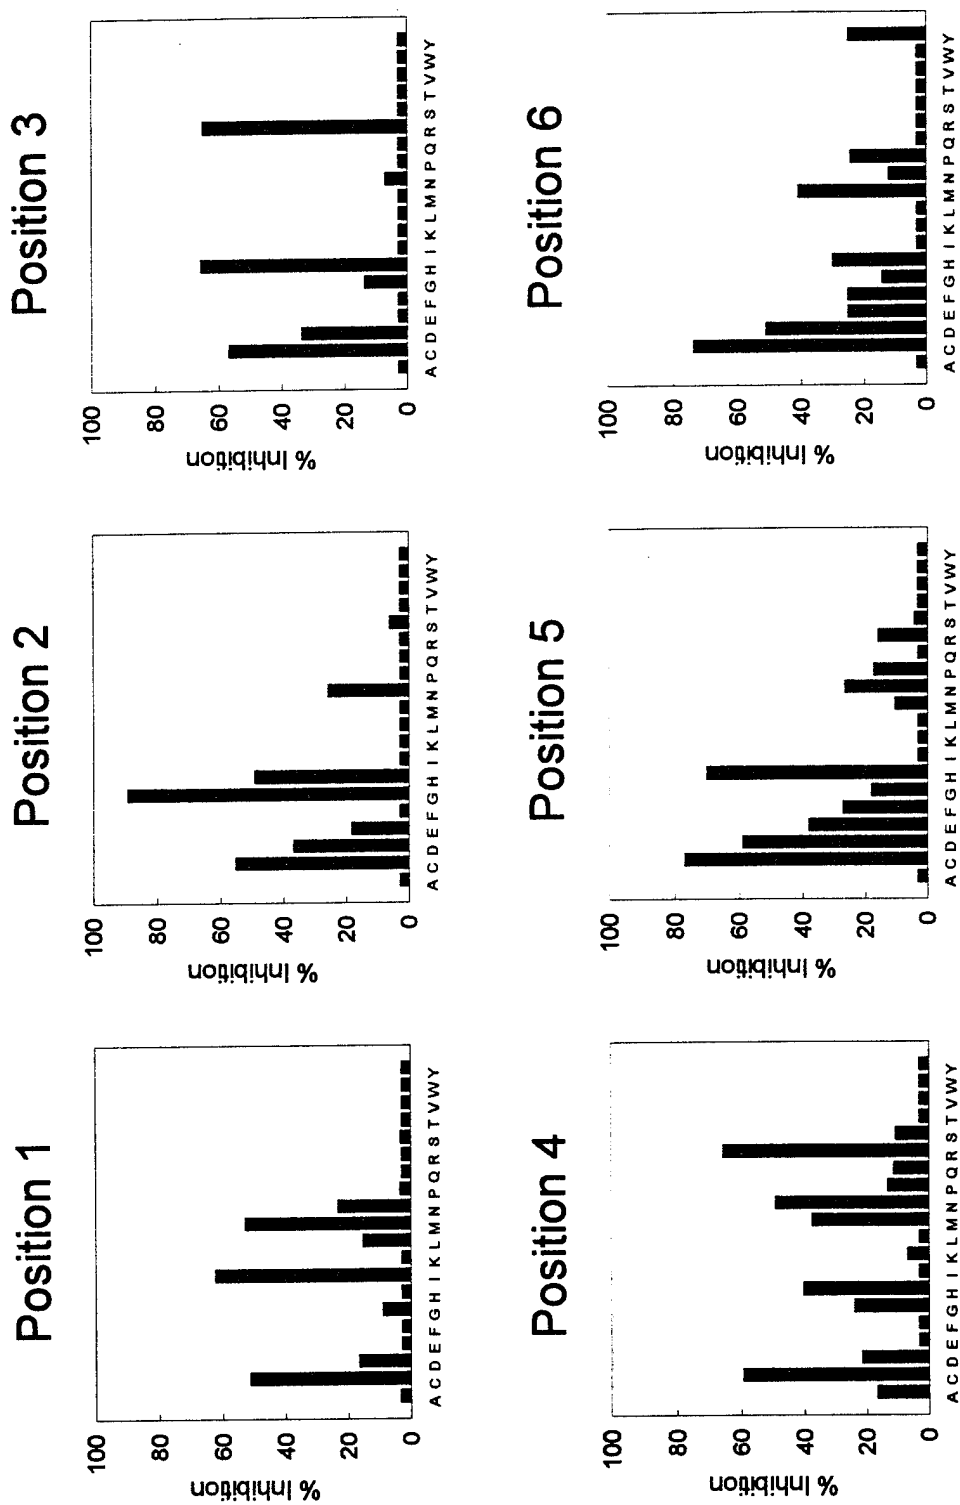 Position 1
% Inhibition
100
80
60
40
20
0
A C D E F G H I K L M N P Q R S T V W Y
Position 2
% Inhibition
100
80
60
40
20
0
A C D E F G H I K L M N P Q R S T V W Y
Position 3
% Inhibition
100
80
60
40
20
0
A C D E F G H I K L M N P Q R S T V W Y
Position 4
% Inhibition
100
80
60
40
20
0
A C D E F G H I K L M N P Q R S T V W Y
Position 5
% Inhibition
100
80
60
40
20
0
A C D E F G H I K L M N P Q R S T V W Y
Position 6
% Inhibition
100
80
60
40
20
0
A C D E F G H I K L M N P Q R S T V W Y